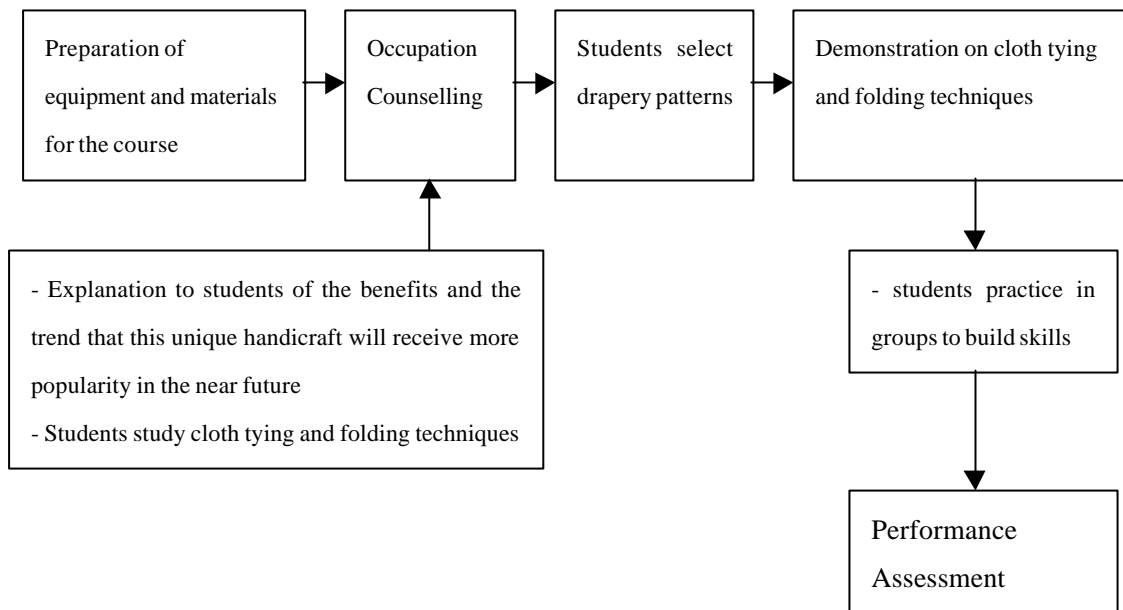 Preparation of
equipment and materials
for the course
Occupation
Counselling
Students select
drapery patterns
Demonstration on cloth tying
and folding techniques
- Explanation to students of the benefits and the
trend that this unique handicraft will receive more
popularity in the near future
- Students study cloth tying and folding techniques
- students practice in
groups to build skills
Performance
Assessment